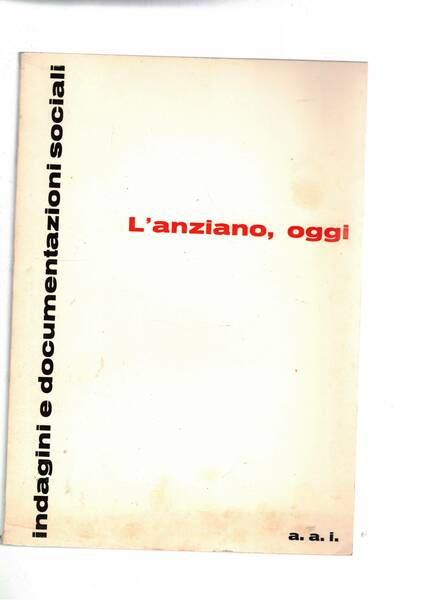 indagini e documentazioni sociali
L'anziano, oggi
a. a. i.